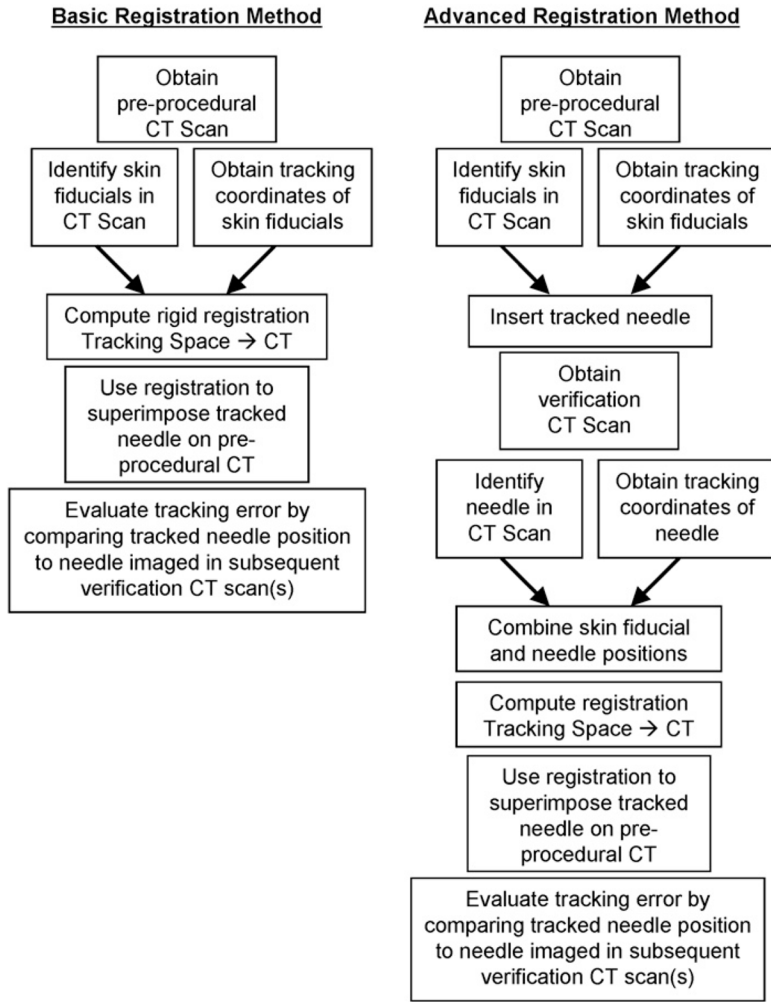 Basic Registration Method
Obtain
pre-procedural
CT Scan
Identify skin
fiducials in
CT Scan
Obtain tracking
coordinates of
skin fiducials
Compute rigid registration
Tracking Space → CT
Use registration to
superimpose tracked
needle on pre-
procedural CT
Evaluate tracking error by
comparing tracked needle position
to needle imaged in subsequent
verification CT scan(s)
Advanced Registration Method
Obtain
pre-procedural
CT Scan
Identify skin
fiducials in
CT Scan
Obtain tracking
coordinates of
skin fiducials
Insert tracked needle
Obtain
verification
CT Scan
Identify
needle in
CT Scan
Obtain tracking
coordinates of
needle
Combine skin fiducial
and needle positions
Compute registration
Tracking Space → CT
Use registration to
superimpose tracked
needle on pre-
procedural CT
Evaluate tracking error by
comparing tracked needle position
to needle imaged in subsequent
verification CT scan(s)